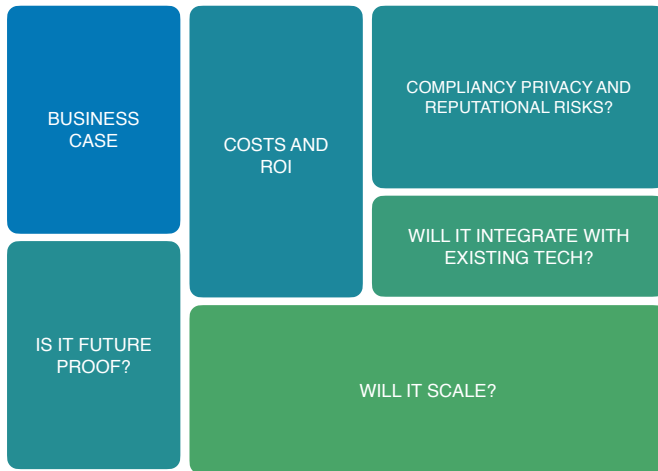 BUSINESS
CASE
COSTS AND
ROI
COMPLIANCY PRIVACY AND
REPUTATIONAL RISKS?
WILL IT INTEGRATE WITH
EXISTING TECH?
IS IT FUTURE
PROOF?
WILL IT SCALE?